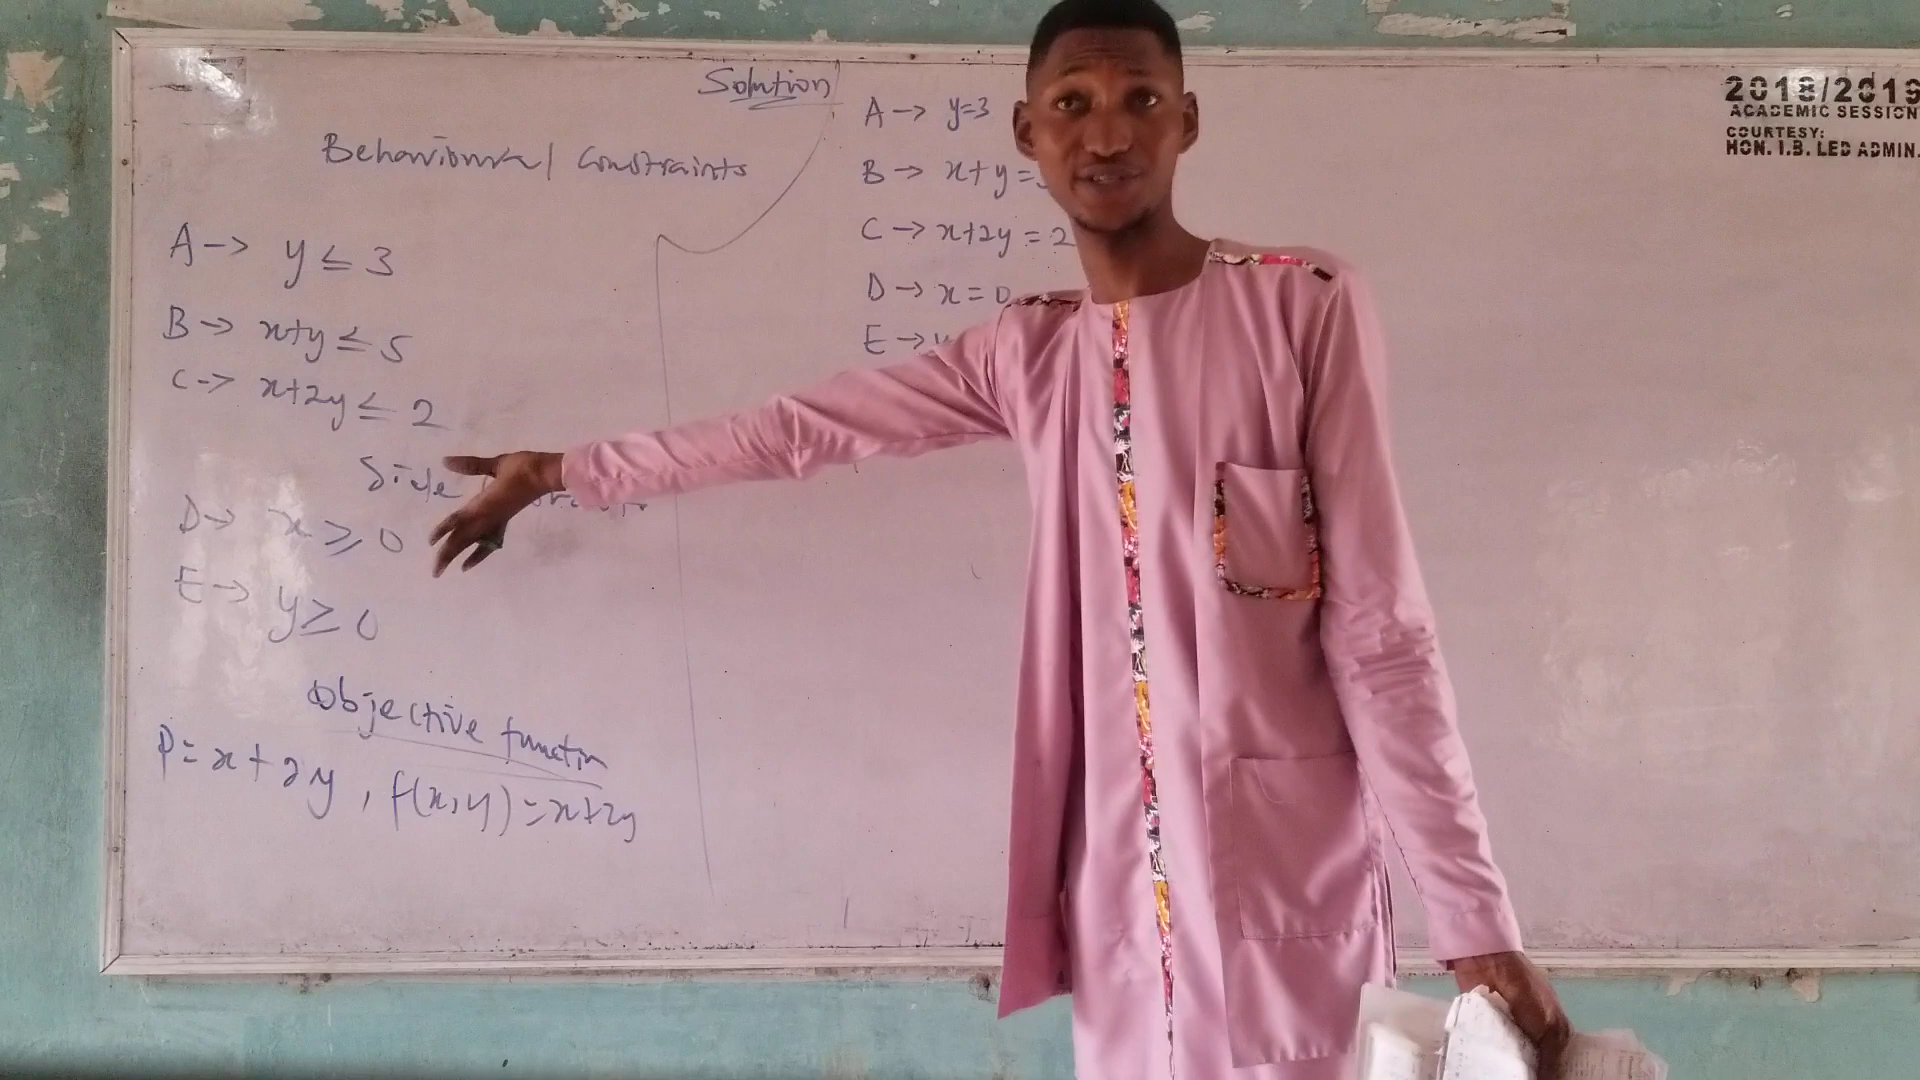 Behavioural Constraints
A → y ≤ 3
B → x+y ≤ 5
C → x+2y ≤ 2
Side
D → x ≥ 0
E → y ≥ 0
Objective function
P = x + 2y, f(x,y) = x+2y
Solution
A → y=3
B → x+y=
C → x+2y = 2
D → x = 0
E →
2018/2019
ACADEMIC SESSION
COURTESY:
HON. I.B. LED ADMIN.